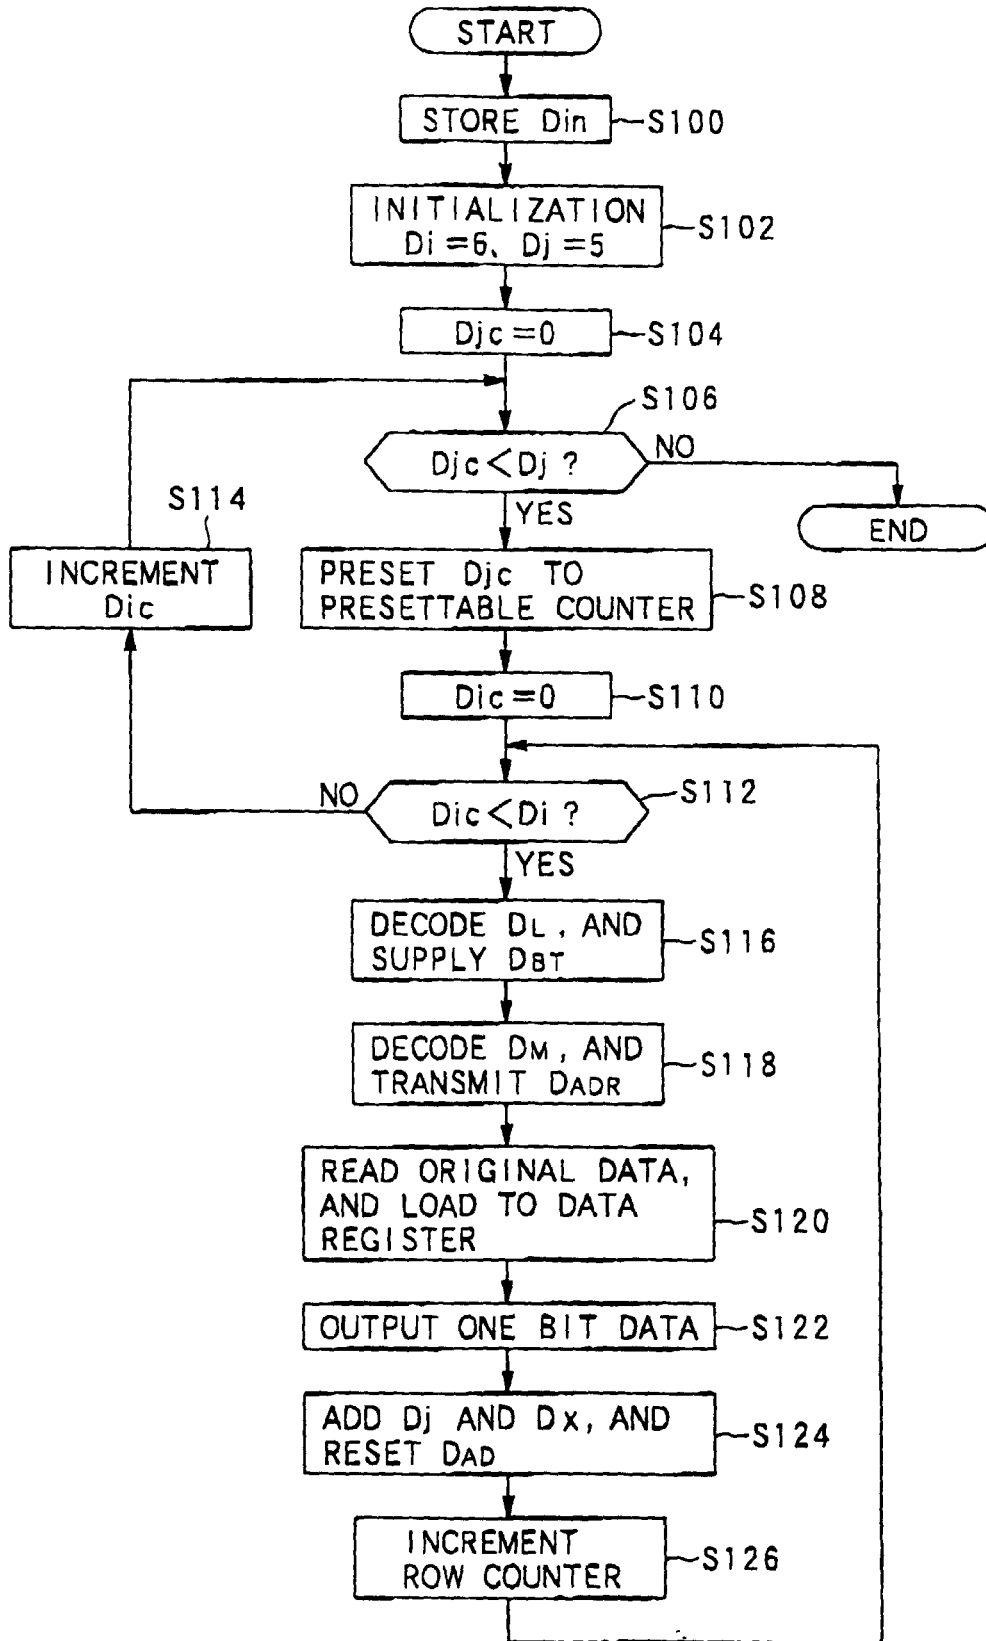 START
STORE Din
S100
INITIALIZATION
Di=6, Dj=5
S102
Djc=0
S104
S106
Djc<Dj ?
NO
YES
END
S114
INCREMENT
Dic
PRESET Djc TO
PRESETTABLE COUNTER
S108
Dic=0
S110
S112
NO
Dic<Di ?
YES
DECODE DL, AND
SUPPLY DBT
S116
DECODE DM, AND
TRANSMIT DADR
S118
READ ORIGINAL DATA,
AND LOAD TO DATA
REGISTER
S120
OUTPUT ONE BIT DATA
S122
ADD Dj AND DX, AND
RESET DAD
S124
INCREMENT
ROW COUNTER
S126